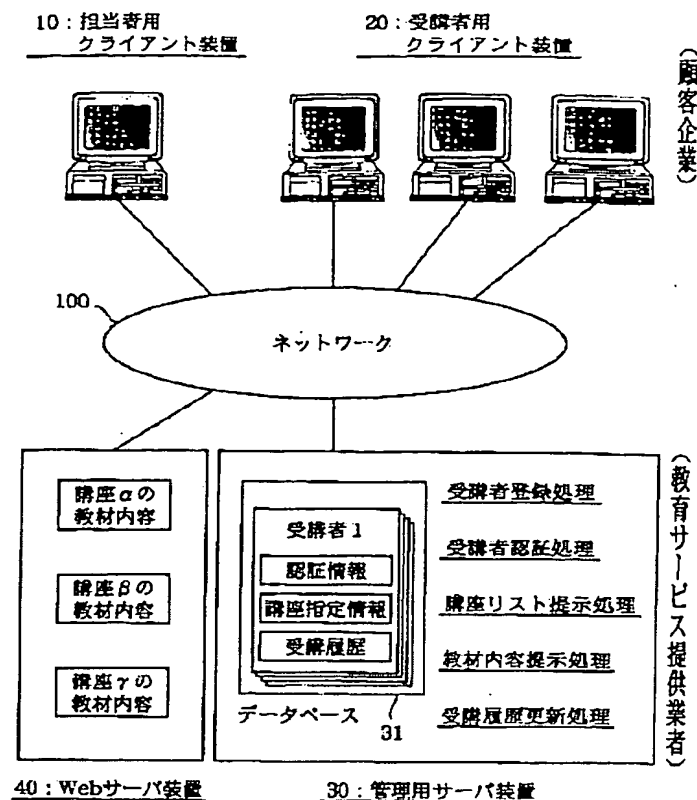 10：担当者用
クライアント装置
20：受講者用
クライアント装置
（顧客企業）
100
ネットワーク
講座αの
教材内容
講座βの
教材内容
講座γの
教材内容
受講者1
認証情報
講座指定情報
受講履歴
データベース
31
受講者登録処理
受講者認証処理
講座リスト提示処理
教材内容提示処理
受講履歴更新処理
（教育サービス提供業者）
40：Webサーバ装置
30：管理用サーバ装置